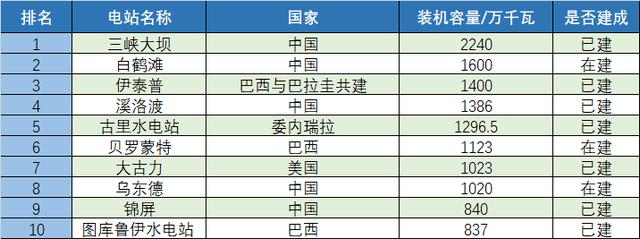 排名 电站名称 国家 装机容量/万千瓦 是否建成
1 三峡大坝 中国 2240 已建
2 白鹤滩 中国 1600 在建
3 伊泰普 巴西与巴拉圭共建 1400 已建
4 溪洛渡 中国 1386 已建
5 古里水电站 委内瑞拉 1296.5 已建
6 贝罗蒙特 巴西 1123 在建
7 大古力 美国 1023 已建
8 乌东德 中国 1020 在建
9 锦屏 中国 840 已建
10 图库鲁伊水电站 巴西 837 已建